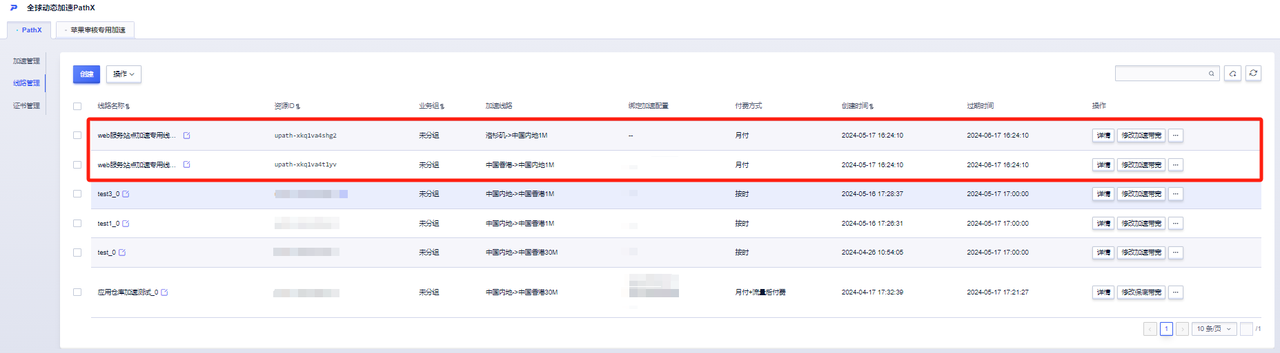 全球动态加速PathX
· PathX · 苹果审核专用加速
加速管理
线路管理
证书管理
创建 操作
线路名称 资源ID 业务组 加速线路 绑定加速配置 付费方式 创建时间 过期时间 操作
web服务站点加速专用线... upath-xkqlva4shg2 未分组 洛杉矶->中国内地1M -- 月付 2024-05-17 16:24:10 2024-06-17 16:24:10 详情 修改加速带宽 ...
web服务站点加速专用线... upath-xkqlva4t1yv 未分组 中国香港->中国内地1M 月付 2024-05-17 16:24:10 2024-06-17 16:24:10 详情 修改加速带宽 ...
test3_0 未分组 中国内地->中国香港1M 按时 2024-05-16 17:28:37 2024-05-17 17:00:00 详情 修改加速带宽 ...
test1_0 未分组 中国内地->中国香港1M 按时 2024-05-16 17:26:31 2024-05-17 17:00:00 详情 修改加速带宽 ...
test_0 未分组 中国内地->中国香港30M 按时 2024-04-26 10:54:05 2024-05-17 17:00:00 详情 修改加速带宽 ...
应用仓库加速测试_0 未分组 中国内地->中国香港30M 月付+流量后付费 2024-04-17 17:32:39 2024-05-17 17:21:27 详情 修改保底带宽 ...
1 10 条/页 /1